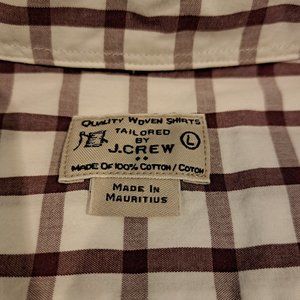 QUALITY WOVEN SHIRTS
TAILORED
BY
J.CREW
L
MADE OF 100% COTTON/COTON
MADE IN
MAURITIUS